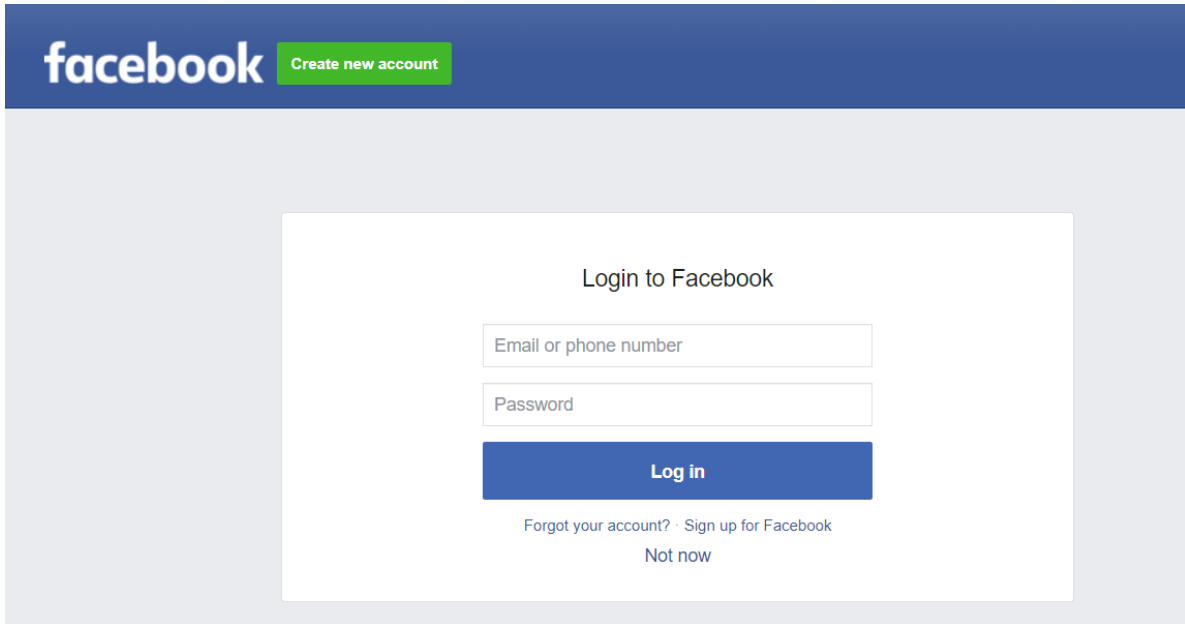 facebook Create new account
Login to Facebook
Email or phone number
Password
Log in
Forgot your account? · Sign up for Facebook
Not now